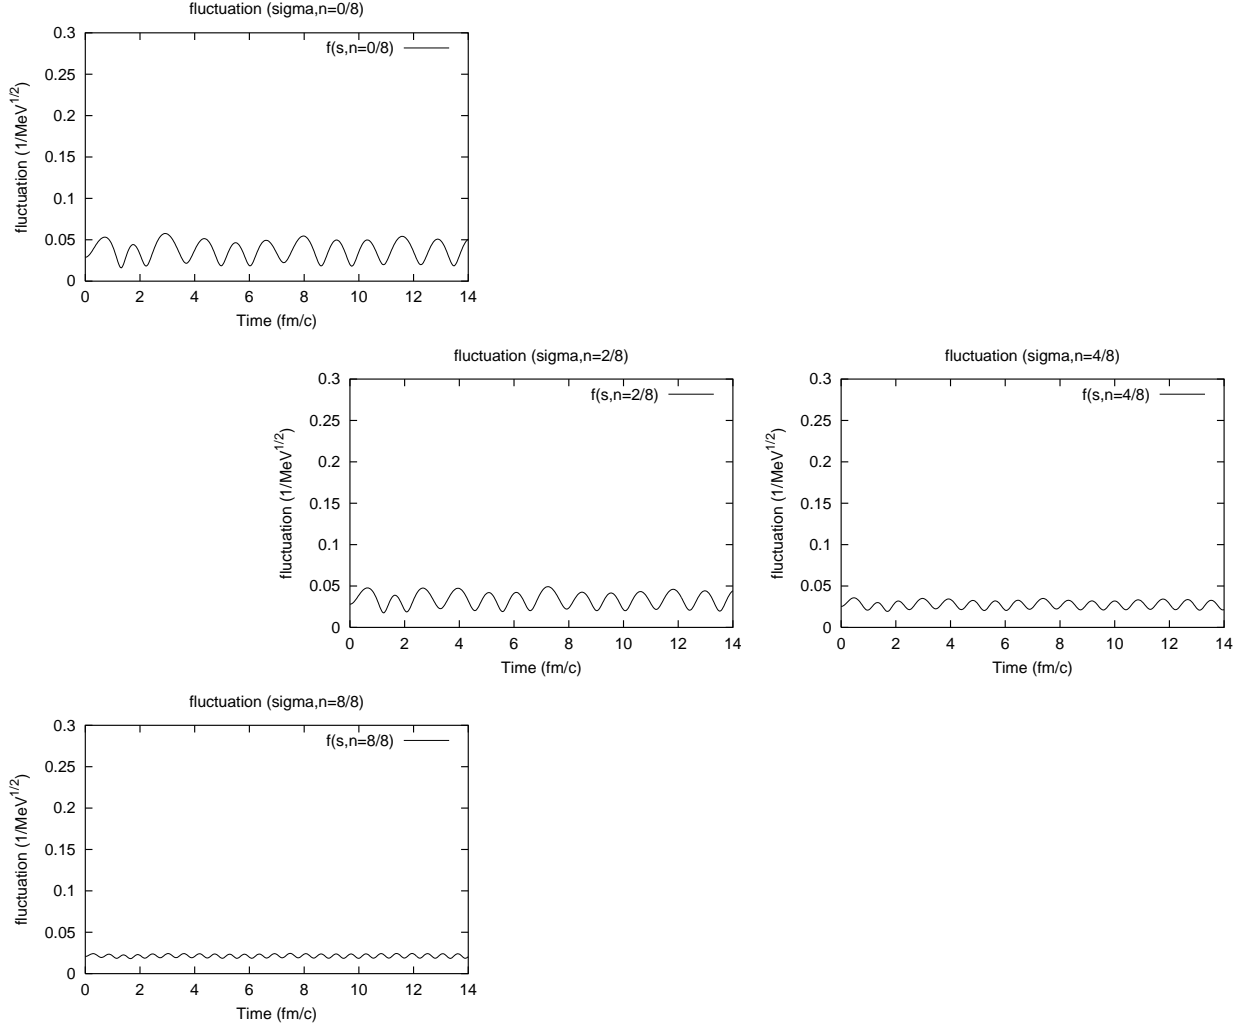 fluctuation (sigma,n=0/8)
f(s,n=0/8)
fluctuation (1/MeV^1/2)
0.3
0.25
0.2
0.15
0.1
0.05
0
0 2 4 6 8 10 12 14
Time (fm/c)
fluctuation (sigma,n=2/8)
f(s,n=2/8)
fluctuation (1/MeV^1/2)
0.3
0.25
0.2
0.15
0.1
0.05
0
0 2 4 6 8 10 12 14
Time (fm/c)
fluctuation (sigma,n=4/8)
f(s,n=4/8)
fluctuation (1/MeV^1/2)
0.3
0.25
0.2
0.15
0.1
0.05
0
0 2 4 6 8 10 12 14
Time (fm/c)
fluctuation (sigma,n=8/8)
f(s,n=8/8)
fluctuation (1/MeV^1/2)
0.3
0.25
0.2
0.15
0.1
0.05
0
0 2 4 6 8 10 12 14
Time (fm/c)